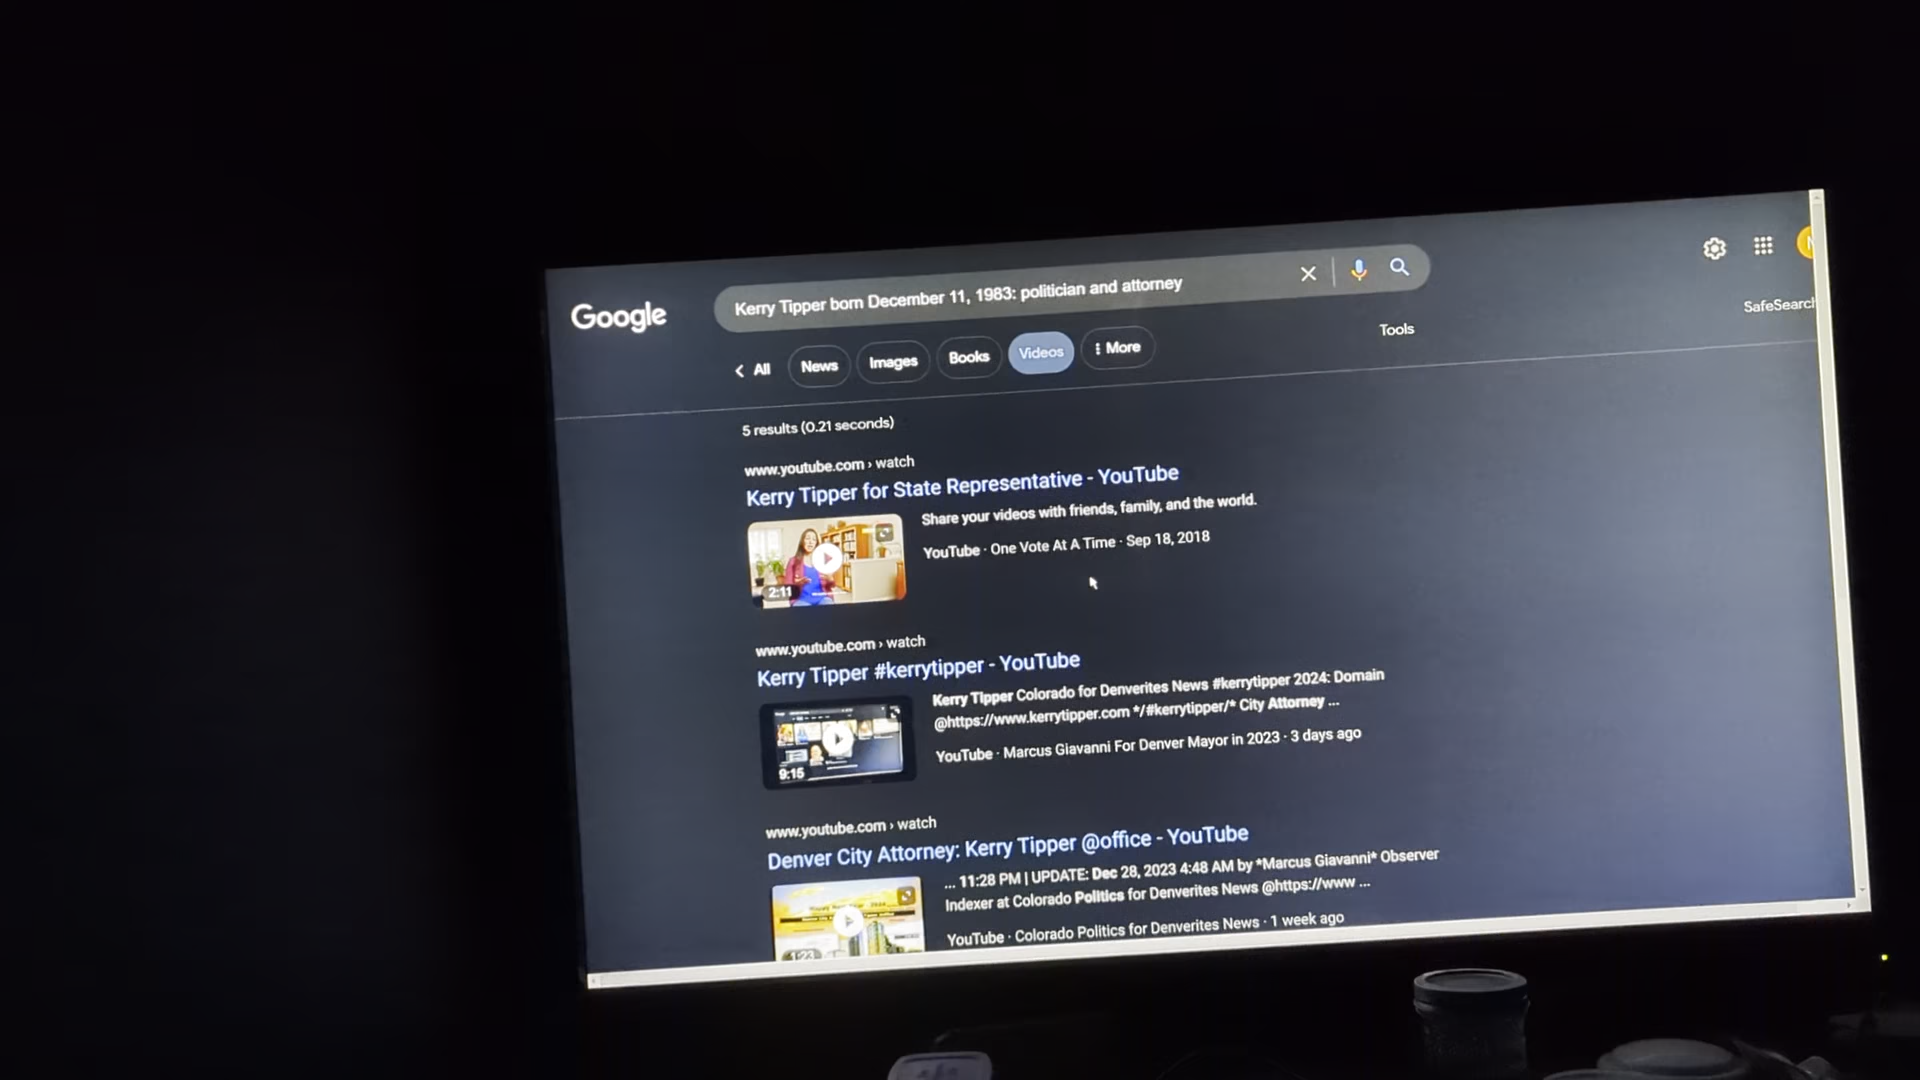 Google
Kerry Tipper born December 11, 1983: politician and attorney
SafeSearch
All
News
Images
Books
Videos
More
Tools
5 results (0.21 seconds)
www.youtube.com › watch
Kerry Tipper for State Representative - YouTube
Share your videos with friends, family, and the world.
YouTube · One Vote At A Time · Sep 18, 2018
2:11
www.youtube.com › watch
Kerry Tipper #kerrytipper - YouTube
Kerry Tipper Colorado for Denverites News #kerrytipper 2024: Domain
@https://www.kerrytipper.com */#kerrytipper/* City Attorney ...
YouTube · Marcus Giavanni For Denver Mayor in 2023 · 3 days ago
9:15
www.youtube.com › watch
Denver City Attorney: Kerry Tipper @office - YouTube
... 11:28 PM | UPDATE: Dec 28, 2023 4:48 AM by *Marcus Giavanni* Observer
Indexer at Colorado Politics for Denverites News @https://www ...
YouTube · Colorado Politics for Denverites News · 1 week ago
1:23